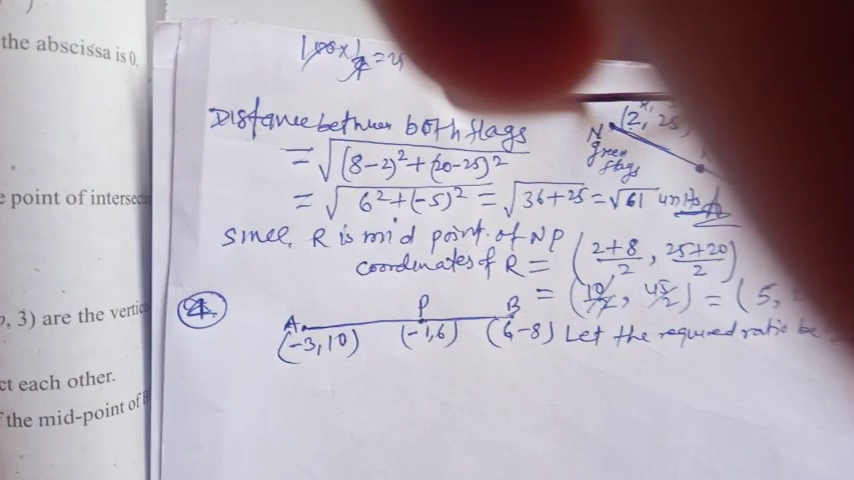 the abscissa is 0.
e point of interse
, 3) are the vertic
ct each other.
f the mid-point of B
100x
= 25
Distance between both flags
= √(8-2)²+(20-25)²
= √6²+(-5)² = √36+25 = √61 units
N (2, 25)
green
flags
Since, R is mid point of NP
coordinates of R = (2+8/2, 25+20/2)
= (10/2, 45/2) = (5,
4.
A P B
(-3,10) (-1,6) (6-8) Let the required ratio be